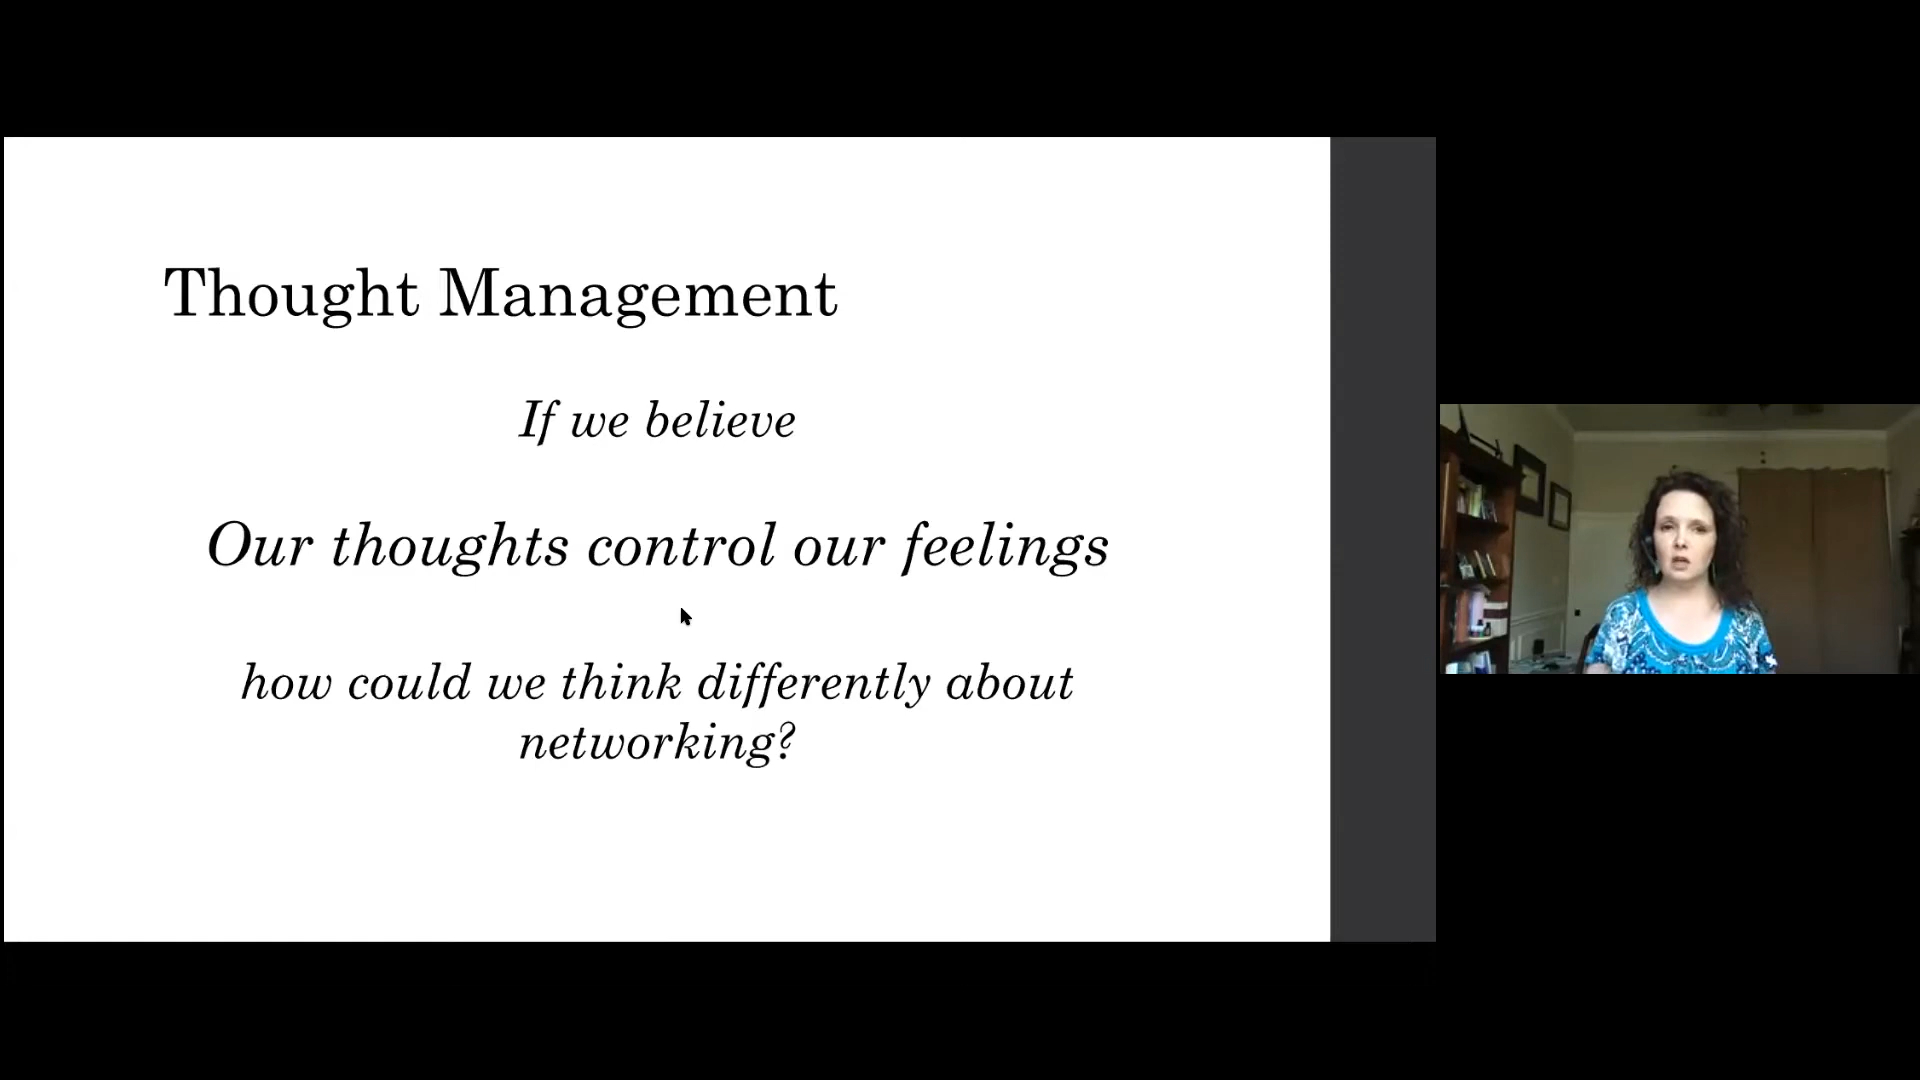 Thought Management
If we believe
Our thoughts control our feelings
how could we think differently about
networking?